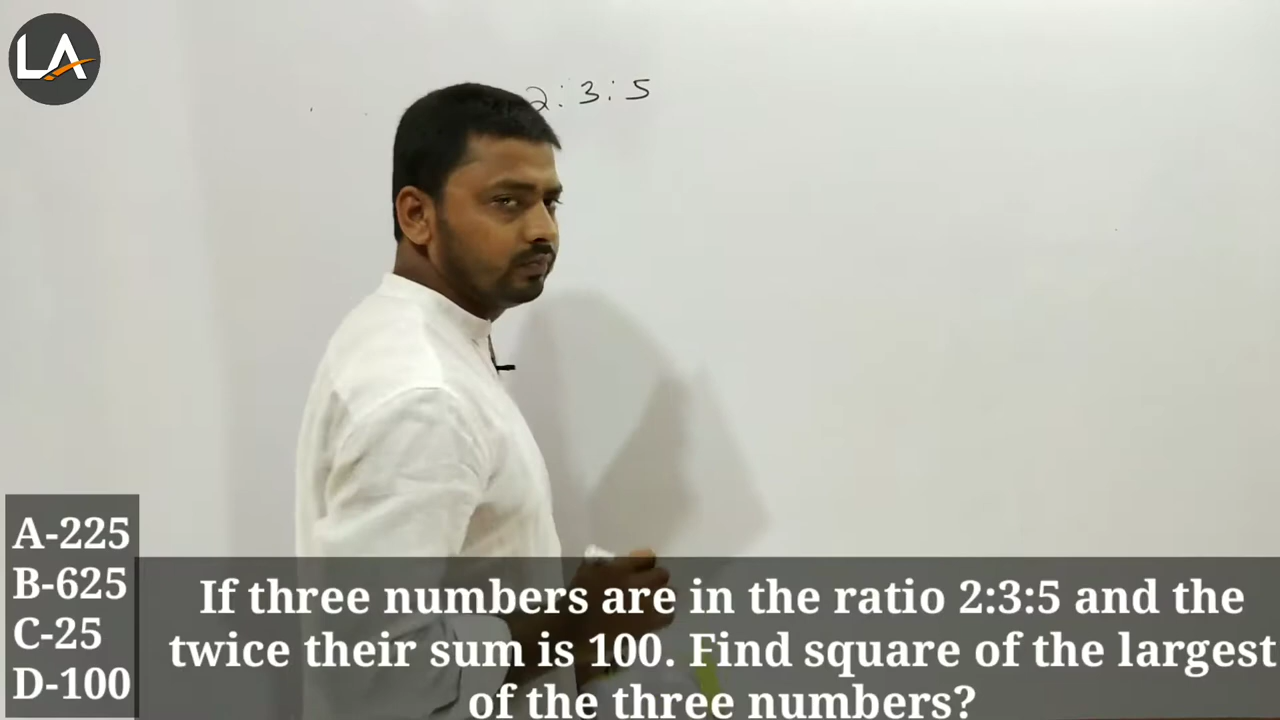 LA
2:3:5
A-225
B-625
C-25
D-100
If three numbers are in the ratio 2:3:5 and the
twice their sum is 100. Find square of the largest
of the three numbers?